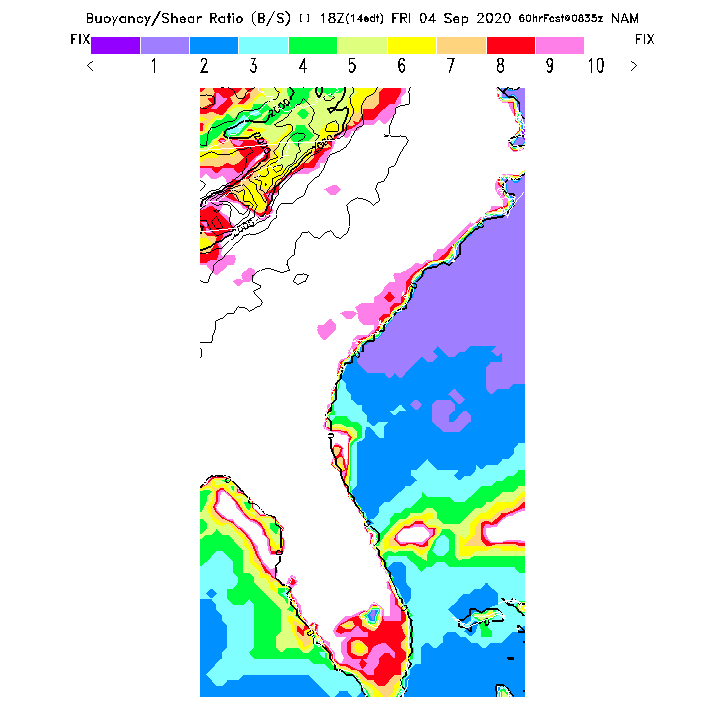 Buoyancy/Shear Ratio (B/S) [] 18Z(14edt) FRI 04 Sep 2020 60hrFcst@0835z NAM
FIX FIX
< 1 2 3 4 5 6 7 8 9 10 >
2000